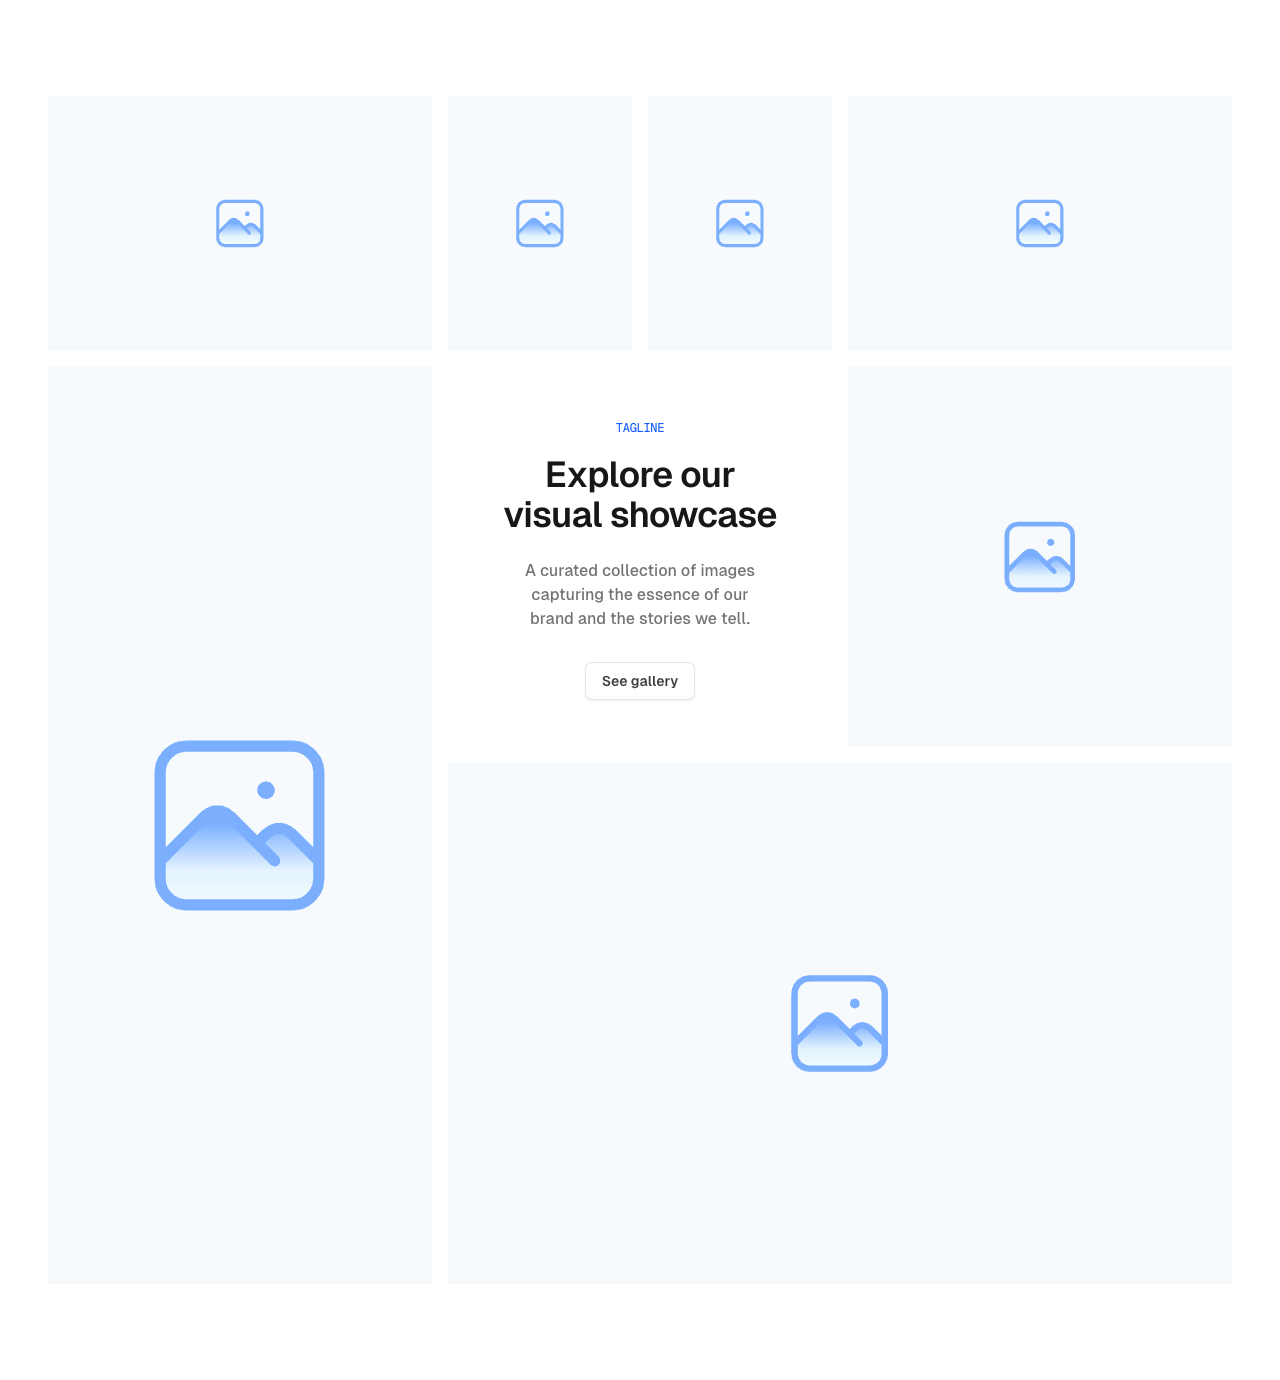 TAGLINE
Explore our
visual showcase
A curated collection of images
capturing the essence of our
brand and the stories we tell.
See gallery